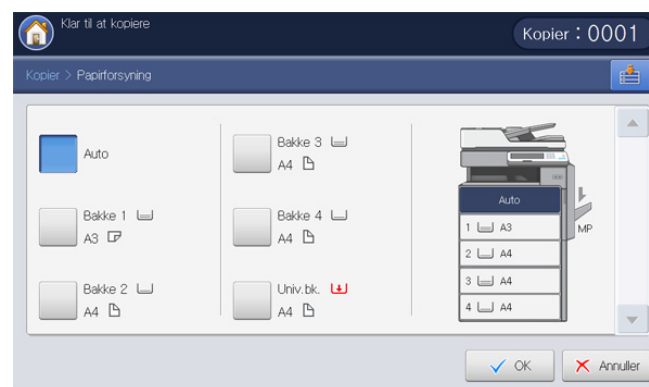 Klar til at kopiere
Kopier : 0001
Kopier > Papirforsyning
Auto
Bakke 1
A3
Bakke 2
A4
Bakke 3
A4
Bakke 4
A4
Univ.bk.
A4
Auto
1 A3
2 A4
3 A4
4 A4
MP
OK
Annuller